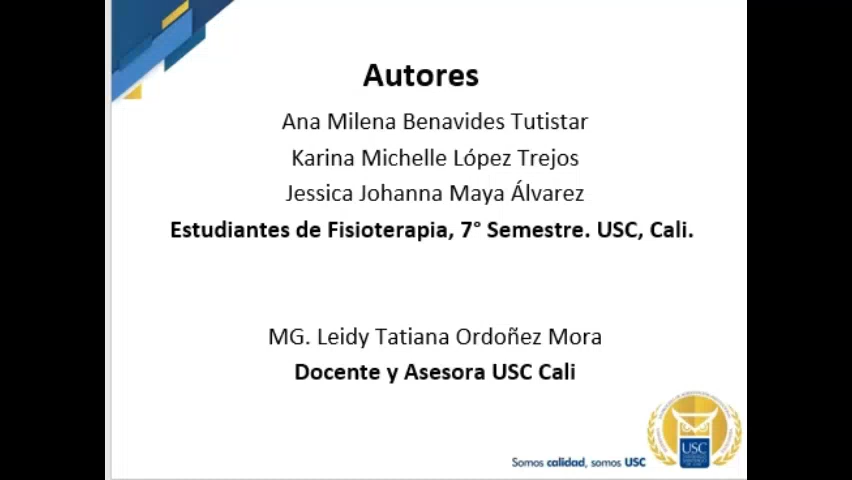 Autores
Ana Milena Benavides Tutistar
Karina Michelle López Trejos
Jessica Johanna Maya Álvarez
Estudiantes de Fisioterapia, 7° Semestre. USC, Cali.
MG. Leidy Tatiana Ordoñez Mora
Docente y Asesora USC Cali
Somos calidad, somos USC
USC